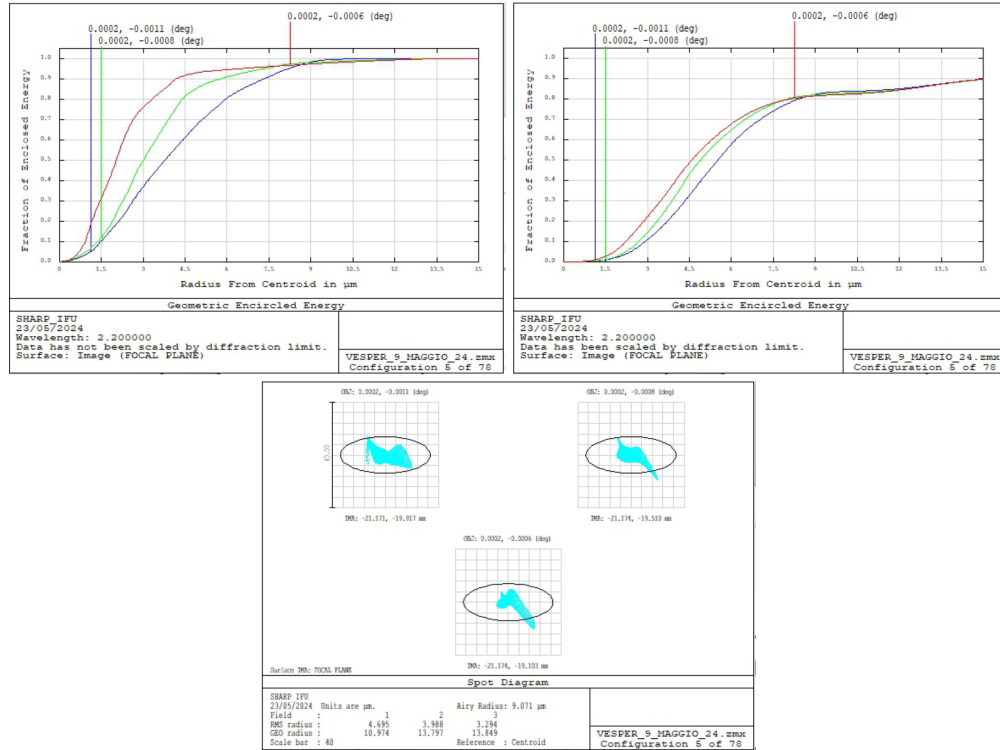 0.0002, -0.0006 (deg)
0.0002, -0.0011 (deg)
0.0002, -0.0008 (deg)
Fraction of Enclosed Energy
1.0
0.9
0.8
0.7
0.6
0.5
0.4
0.3
0.2
0.1
0.0
0 1.5 3 4.5 6 7.5 9 10.5 12 13.5 15
Radius From Centroid in µm
Geometric Encircled Energy
SHARP_IFU
23/05/2024
Wavelength: 2.200000
Data has not been scaled by diffraction limit.
Surface: Image (FOCAL PLANE)
VESPER_9_MAGGIO_24.zmx
Configuration 5 of 78
0.0002, -0.0006 (deg)
0.0002, -0.0011 (deg)
0.0002, -0.0008 (deg)
Fraction of Enclosed Energy
1.0
0.9
0.8
0.7
0.6
0.5
0.4
0.3
0.2
0.1
0.0
0 1.5 3 4.5 6 7.5 9 10.5 12 13.5 15
Radius From Centroid in µm
Geometric Encircled Energy
SHARP_IFU
23/05/2024
Wavelength: 2.200000
Data has been scaled by diffraction limit.
Surface: Image (FOCAL PLANE)
VESPER_9_MAGGIO_24.zmx
Configuration 5 of 78
OBJ: 0.0002, -0.0011 (deg)
OBJ: 0.0002, -0.0008 (deg)
IMA: -21.171, -19.917 mm
IMA: -21.174, -19.510 mm
OBJ: 0.0002, -0.0006 (deg)
IMA: -21.174, -19.103 mm
Surface IMA: FOCAL PLANE
Spot Diagram
SHARP IFU
23/05/2024 Units are µm. Airy Radius: 9.071 µm
Field : 1 2 3
RMS radius : 4.695 3.988 3.294
GEO radius : 10.974 13.797 13.849
Scale bar : 40 Reference : Centroid
VESPER_9_MAGGIO_24.zmx
Configuration 5 of 78